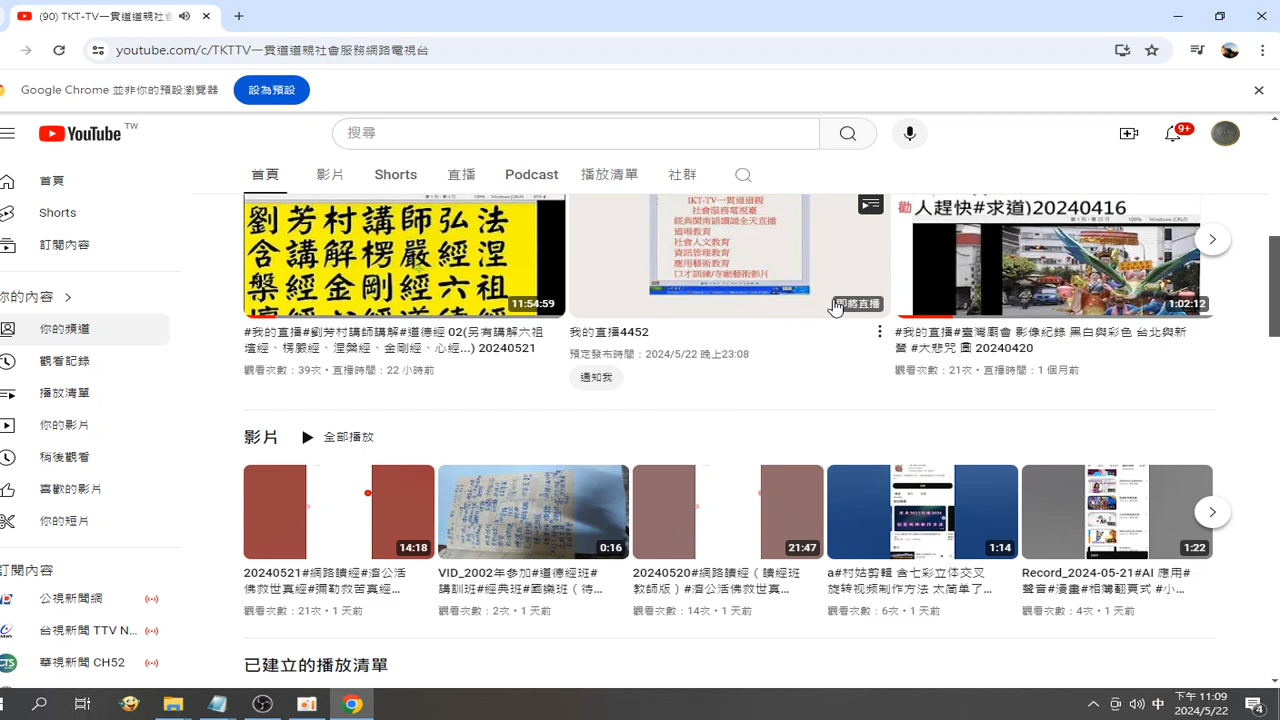 (90) TKT-TV一貫道道親社會
youtube.com/c/TKTTV一貫道道親社會服務網路電視台
Google Chrome 並非你的預設瀏覽器
設為預設
YouTube TW
搜尋
9+
首頁 影片 Shorts 直播 Podcast 播放清單 社群
首頁
Shorts
訂閱內容
你的內容
你的頻道
觀看記錄
播放清單
你的影片
稍後觀看
喜歡的影片
你的短片
訂閱內容
公視新聞網
台視新聞 TTV N...
華視新聞 CH52
劉芳村講師弘法
含講解楞嚴經涅
槃經金剛經六祖
11:54:59
#我的直播#劉芳村講師講解#道德經 02(另有講解六祖
壇經、楞嚴經、涅槃經、金剛經、心經...) 20240521
觀看次數：39次・直播時間：22 小時前
TKT-TV一貫道道親
社會服務電視臺
經典閩南語讀誦全天直播
道場教育
社會人文教育
資訊管理教育
應用藝術教育
口才訓練/寺廟藝術影片
即將直播
我的直播4452
預定發布時間：2024/5/22 晚上23:08
通知我
勸人趕快#求道)20240416
1:02:12
#我的直播#臺灣廟會 影像紀錄 黑白與彩色 台北與新
營 #大悲咒 圓 20240420
觀看次數：21次・直播時間：1 個月前
影片 全部播放
14:18
20240521#網路讀經#濟公活
佛救世真經#彌勒救苦真經...
觀看次數：21次・1 天前
0:16
VID_2002年參加#道德經班#
講訓班#經典班#國樂班（待...
觀看次數：2次・1 天前
21:47
20240520#網路讀經（讀經班
教師版）#濟公活佛救世真...
觀看次數：14次・1 天前
1:14
a#村姑剪輯 含七彩立体交叉
旋转视频制作方法 太简单了...
觀看次數：6次・1 天前
1:22
Record_2024-05-21#AI 應用#
聲音#漫畫#相簿翻頁式 #小...
觀看次數：4次・1 天前
已建立的播放清單
中
下午 11:09
2024/5/22
4